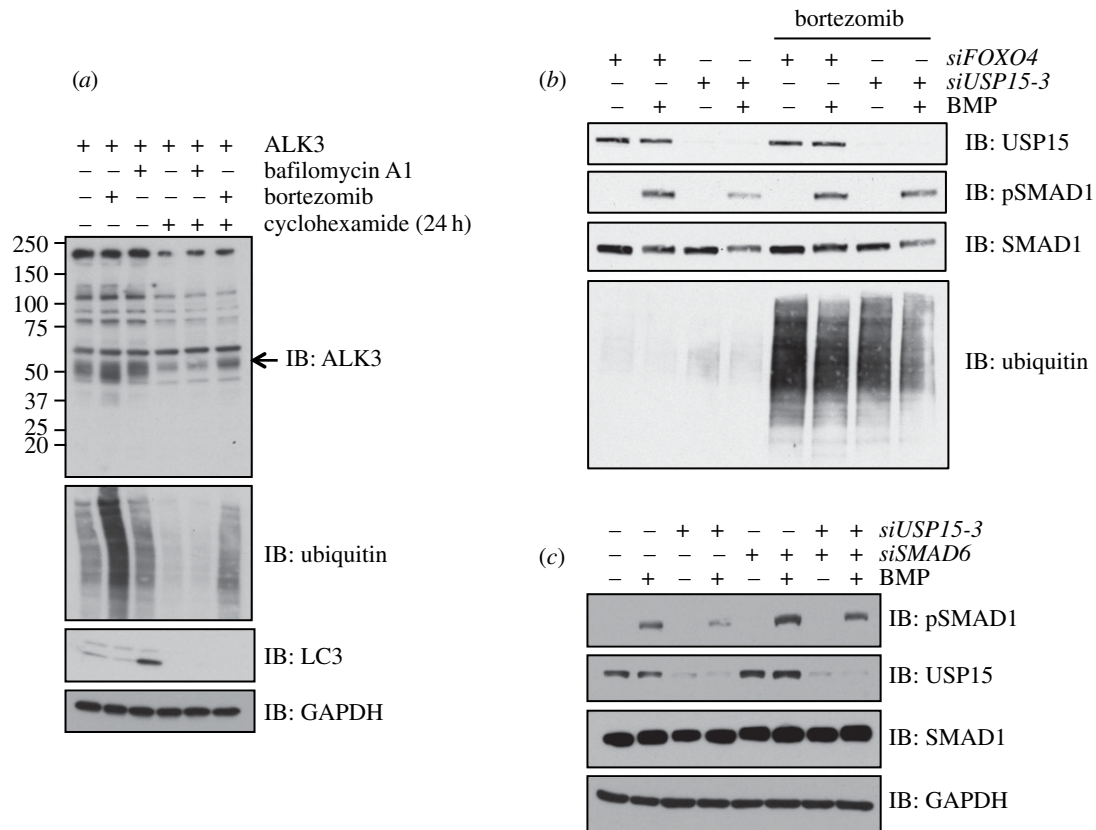 (a)
+ + + + + + ALK3
– – + – + – bafilomycin A1
– + – – – + bortezomib
– – – + + + cyclohexamide (24 h)
250
150
100
75
50
37
25
20
IB: ALK3
IB: ubiquitin
IB: LC3
IB: GAPDH
(b)
bortezomib
+ + – – + + – – siFOXO4
– – + + – – + + siUSP15-3
– + – + – + – + BMP
IB: USP15
IB: pSMAD1
IB: SMAD1
IB: ubiquitin
(c)
– – + + – – + + siUSP15-3
– – – – + + + + siSMAD6
– + – + – + – + BMP
IB: pSMAD1
IB: USP15
IB: SMAD1
IB: GAPDH